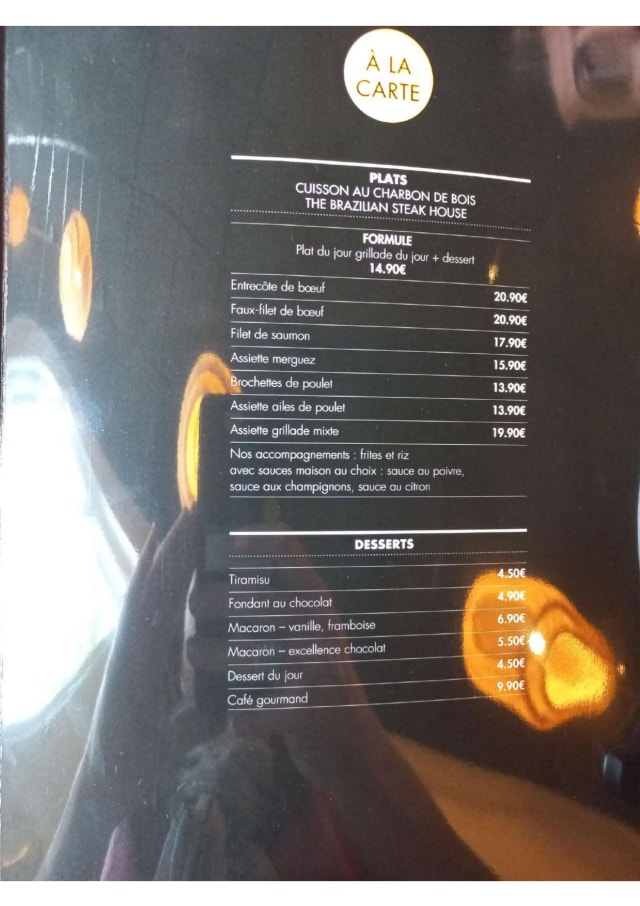 À LA
CARTE
PLATS
CUISSON AU CHARBON DE BOIS
THE BRAZILIAN STEAK HOUSE
FORMULE
Plat du jour grillade du jour + dessert
14.90€
Entrecôte de bœuf 20.90€
Faux-filet de bœuf 20.90€
Filet de saumon 17.90€
Assiette merguez 15.90€
Brochettes de poulet 13.90€
Assiette ailes de poulet 13.90€
Assiette grillade mixte 19.90€
Nos accompagnements : frites et riz
avec sauces maison au choix : sauce au poivre,
sauce aux champignons, sauce au citron
DESSERTS
Tiramisu 4.50€
Fondant au chocolat 4.90€
Macaron – vanille, framboise 6.90€
Macaron – excellence chocolat 5.50€
Dessert du jour 4.50€
Café gourmand 9.90€